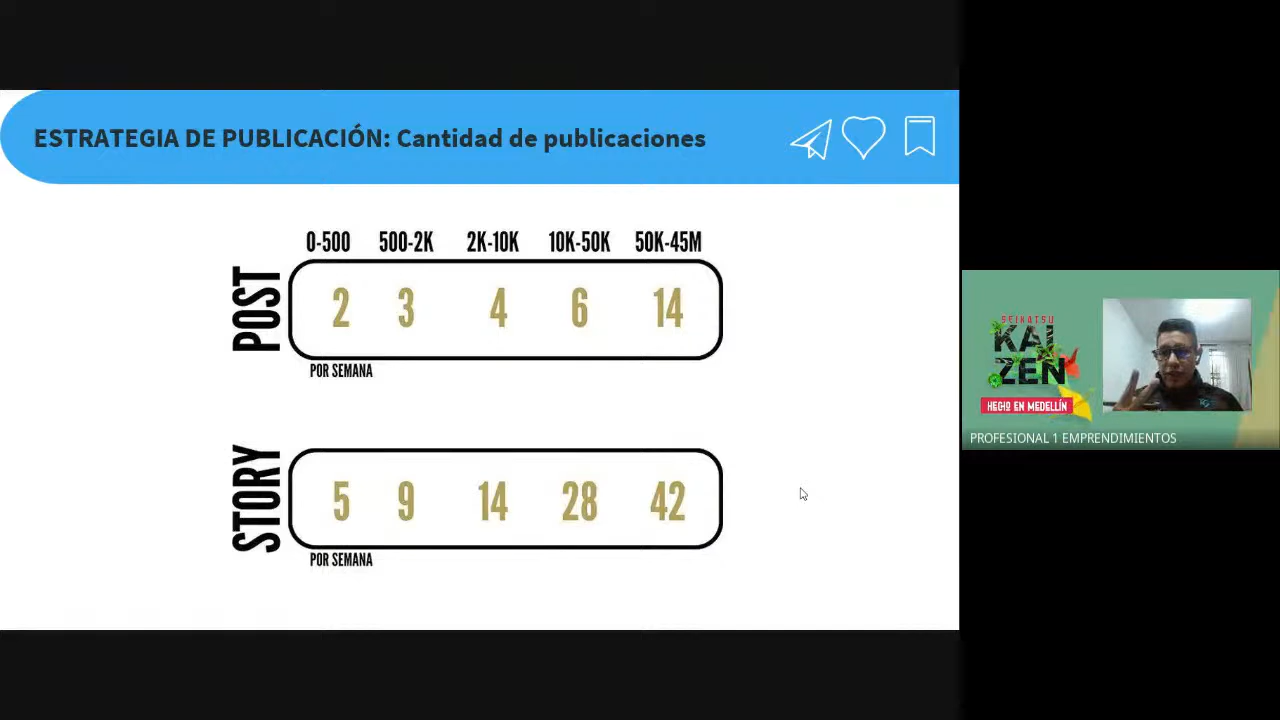 ESTRATEGIA DE PUBLICACIÓN: Cantidad de publicaciones
0-500 500-2K 2K-10K 10K-50K 50K-45M
POST
2 3 4 6 14
POR SEMANA
STORY
5 9 14 28 42
POR SEMANA
SEIKATSU
KAI
ZEN
HECHO EN MEDELLÍN
PROFESIONAL 1 EMPRENDIMIENTOS